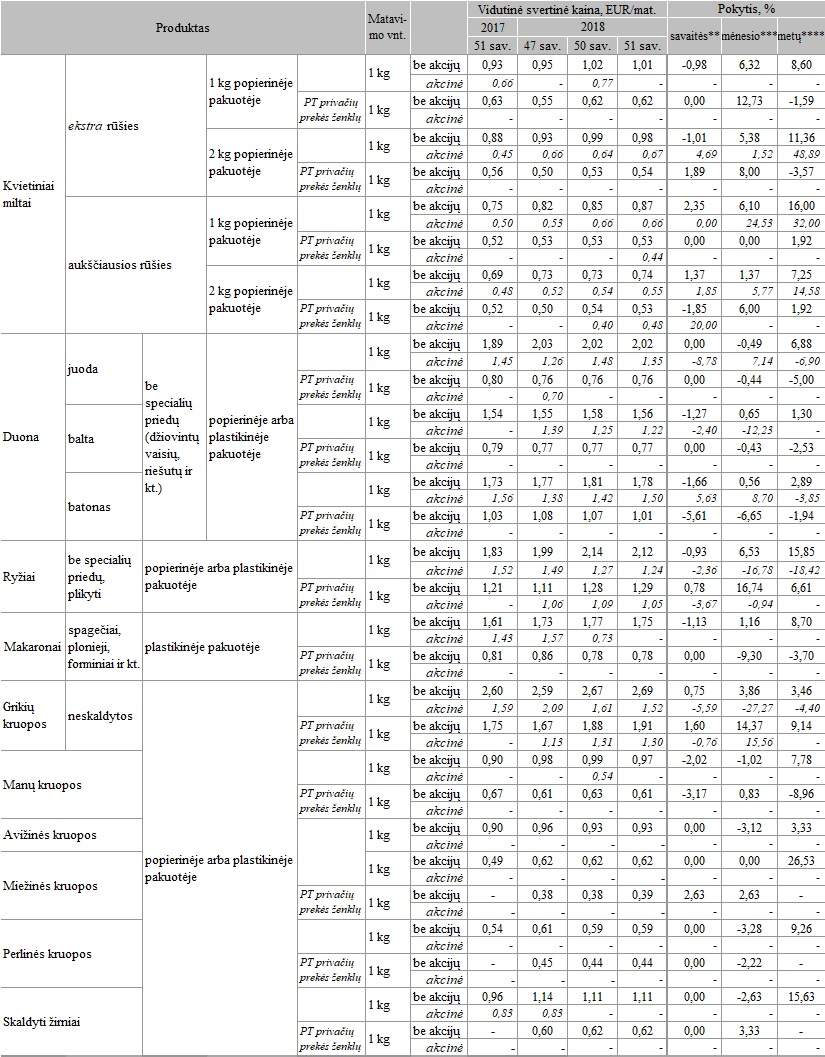 Produktas Matavi- Vidutinė svertinė kaina, EUR/mat. Pokytis, %
mo vnt. 2017 2018 savaitės** mėnesio*** metų****
51 sav. 47 sav. 50 sav. 51 sav.
Kvietiniai miltai ekstra rūšies 1 kg popierinėje pakuotėje 1 kg be akcijų 0,93 0,95 1,02 1,01 -0,98 6,32 8,60
akcinė 0,66 - 0,77 - - - -
PT privačių prekės ženklų 1 kg be akcijų 0,63 0,55 0,62 0,62 0,00 12,73 -1,59
akcinė - - - - - - -
2 kg popierinėje pakuotėje 1 kg be akcijų 0,88 0,93 0,99 0,98 -1,01 5,38 11,36
akcinė 0,45 0,66 0,64 0,67 4,69 1,52 48,89
PT privačių prekės ženklų 1 kg be akcijų 0,56 0,50 0,53 0,54 1,89 8,00 -3,57
akcinė - - - - - - -
aukščiausios rūšies 1 kg popierinėje pakuotėje 1 kg be akcijų 0,75 0,82 0,85 0,87 2,35 6,10 16,00
akcinė 0,50 0,53 0,66 0,66 0,00 24,53 32,00
PT privačių prekės ženklų 1 kg be akcijų 0,52 0,53 0,53 0,53 0,00 0,00 1,92
akcinė - - - 0,44 - - -
2 kg popierinėje pakuotėje 1 kg be akcijų 0,69 0,73 0,73 0,74 1,37 1,37 7,25
akcinė 0,48 0,52 0,54 0,55 1,85 5,77 14,58
PT privačių prekės ženklų 1 kg be akcijų 0,52 0,50 0,54 0,53 -1,85 6,00 1,92
akcinė - - 0,40 0,48 20,00 - -
Duona juoda be specialių priedų (džiovintų vaisių, riešutų ir kt.) popierinėje arba plastikinėje pakuotėje 1 kg be akcijų 1,89 2,03 2,02 2,02 0,00 -0,49 6,88
akcinė 1,45 1,26 1,48 1,35 -8,78 7,14 -6,90
PT privačių prekės ženklų 1 kg be akcijų 0,80 0,76 0,76 0,76 0,00 -0,44 -5,00
akcinė - 0,70 - - - - -
balta 1 kg be akcijų 1,54 1,55 1,58 1,56 -1,27 0,65 1,30
akcinė - 1,39 1,25 1,22 -2,40 -12,23 -
PT privačių prekės ženklų 1 kg be akcijų 0,79 0,77 0,77 0,77 0,00 -0,43 -2,53
akcinė - - - - - - -
batonas 1 kg be akcijų 1,73 1,77 1,81 1,78 -1,66 0,56 2,89
akcinė 1,56 1,38 1,42 1,50 5,63 8,70 -3,85
PT privačių prekės ženklų 1 kg be akcijų 1,03 1,08 1,07 1,01 -5,61 -6,65 -1,94
akcinė - - - - - - -
Ryžiai be specialių priedų, plikyti popierinėje arba plastikinėje pakuotėje 1 kg be akcijų 1,83 1,99 2,14 2,12 -0,93 6,53 15,85
akcinė 1,52 1,49 1,27 1,24 -2,36 -16,78 -18,42
PT privačių prekės ženklų 1 kg be akcijų 1,21 1,11 1,28 1,29 0,78 16,74 6,61
akcinė - 1,06 1,09 1,05 -3,67 -0,94 -
Makaronai spagečiai, plonieji, forminiai ir kt. plastikinėje pakuotėje 1 kg be akcijų 1,61 1,73 1,77 1,75 -1,13 1,16 8,70
akcinė 1,43 1,57 0,73 - - - -
PT privačių prekės ženklų 1 kg be akcijų 0,81 0,86 0,78 0,78 0,00 -9,30 -3,70
akcinė - - - - - - -
Grikių kruopos neskaldytos popierinėje arba plastikinėje pakuotėje 1 kg be akcijų 2,60 2,59 2,67 2,69 0,75 3,86 3,46
akcinė 1,59 2,09 1,61 1,52 -5,59 -27,27 -4,40
PT privačių prekės ženklų 1 kg be akcijų 1,75 1,67 1,88 1,91 1,60 14,37 9,14
akcinė - 1,13 1,31 1,30 -0,76 15,56 -
Manų kruopos 1 kg be akcijų 0,90 0,98 0,99 0,97 -2,02 -1,02 7,78
akcinė - - 0,54 - - - -
PT privačių prekės ženklų 1 kg be akcijų 0,67 0,61 0,63 0,61 -3,17 0,83 -8,96
akcinė - - - - - - -
Avižinės kruopos 1 kg be akcijų 0,90 0,96 0,93 0,93 0,00 -3,12 3,33
akcinė - - - - - - -
Miežinės kruopos 1 kg be akcijų 0,49 0,62 0,62 0,62 0,00 0,00 26,53
akcinė - - - - - - -
PT privačių prekės ženklų 1 kg be akcijų - 0,38 0,38 0,39 2,63 2,63 -
akcinė - - - - - - -
Perlinės kruopos 1 kg be akcijų 0,54 0,61 0,59 0,59 0,00 -3,28 9,26
akcinė - - - - - - -
PT privačių prekės ženklų 1 kg be akcijų - 0,45 0,44 0,44 0,00 -2,22 -
akcinė - - - - - - -
Skaldyti žirniai 1 kg be akcijų 0,96 1,14 1,11 1,11 0,00 -2,63 15,63
akcinė 0,83 0,83 - - - - -
PT privačių prekės ženklų 1 kg be akcijų - 0,60 0,62 0,62 0,00 3,33 -
akcinė - - - - - - -